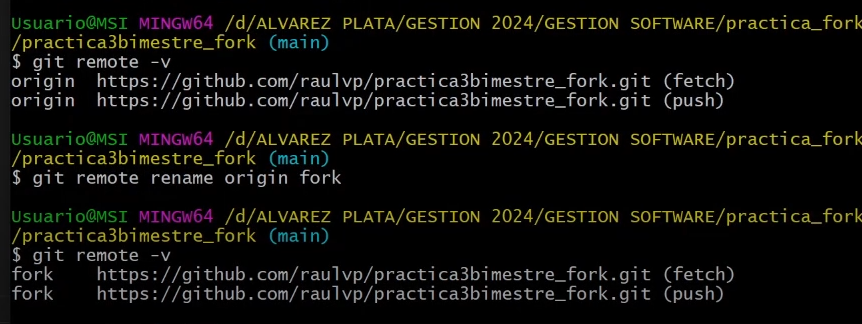 Usuario@MSI MINGW64 /d/ALVAREZ PLATA/GESTION 2024/GESTION SOFTWARE/practica_fork
/practica3bimestre_fork (main)
$ git remote -v
origin  https://github.com/raulvp/practica3bimestre_fork.git (fetch)
origin  https://github.com/raulvp/practica3bimestre_fork.git (push)
Usuario@MSI MINGW64 /d/ALVAREZ PLATA/GESTION 2024/GESTION SOFTWARE/practica_fork
/practica3bimestre_fork (main)
$ git remote rename origin fork
Usuario@MSI MINGW64 /d/ALVAREZ PLATA/GESTION 2024/GESTION SOFTWARE/practica_fork
/practica3bimestre_fork (main)
$ git remote -v
fork    https://github.com/raulvp/practica3bimestre_fork.git (fetch)
fork    https://github.com/raulvp/practica3bimestre_fork.git (push)